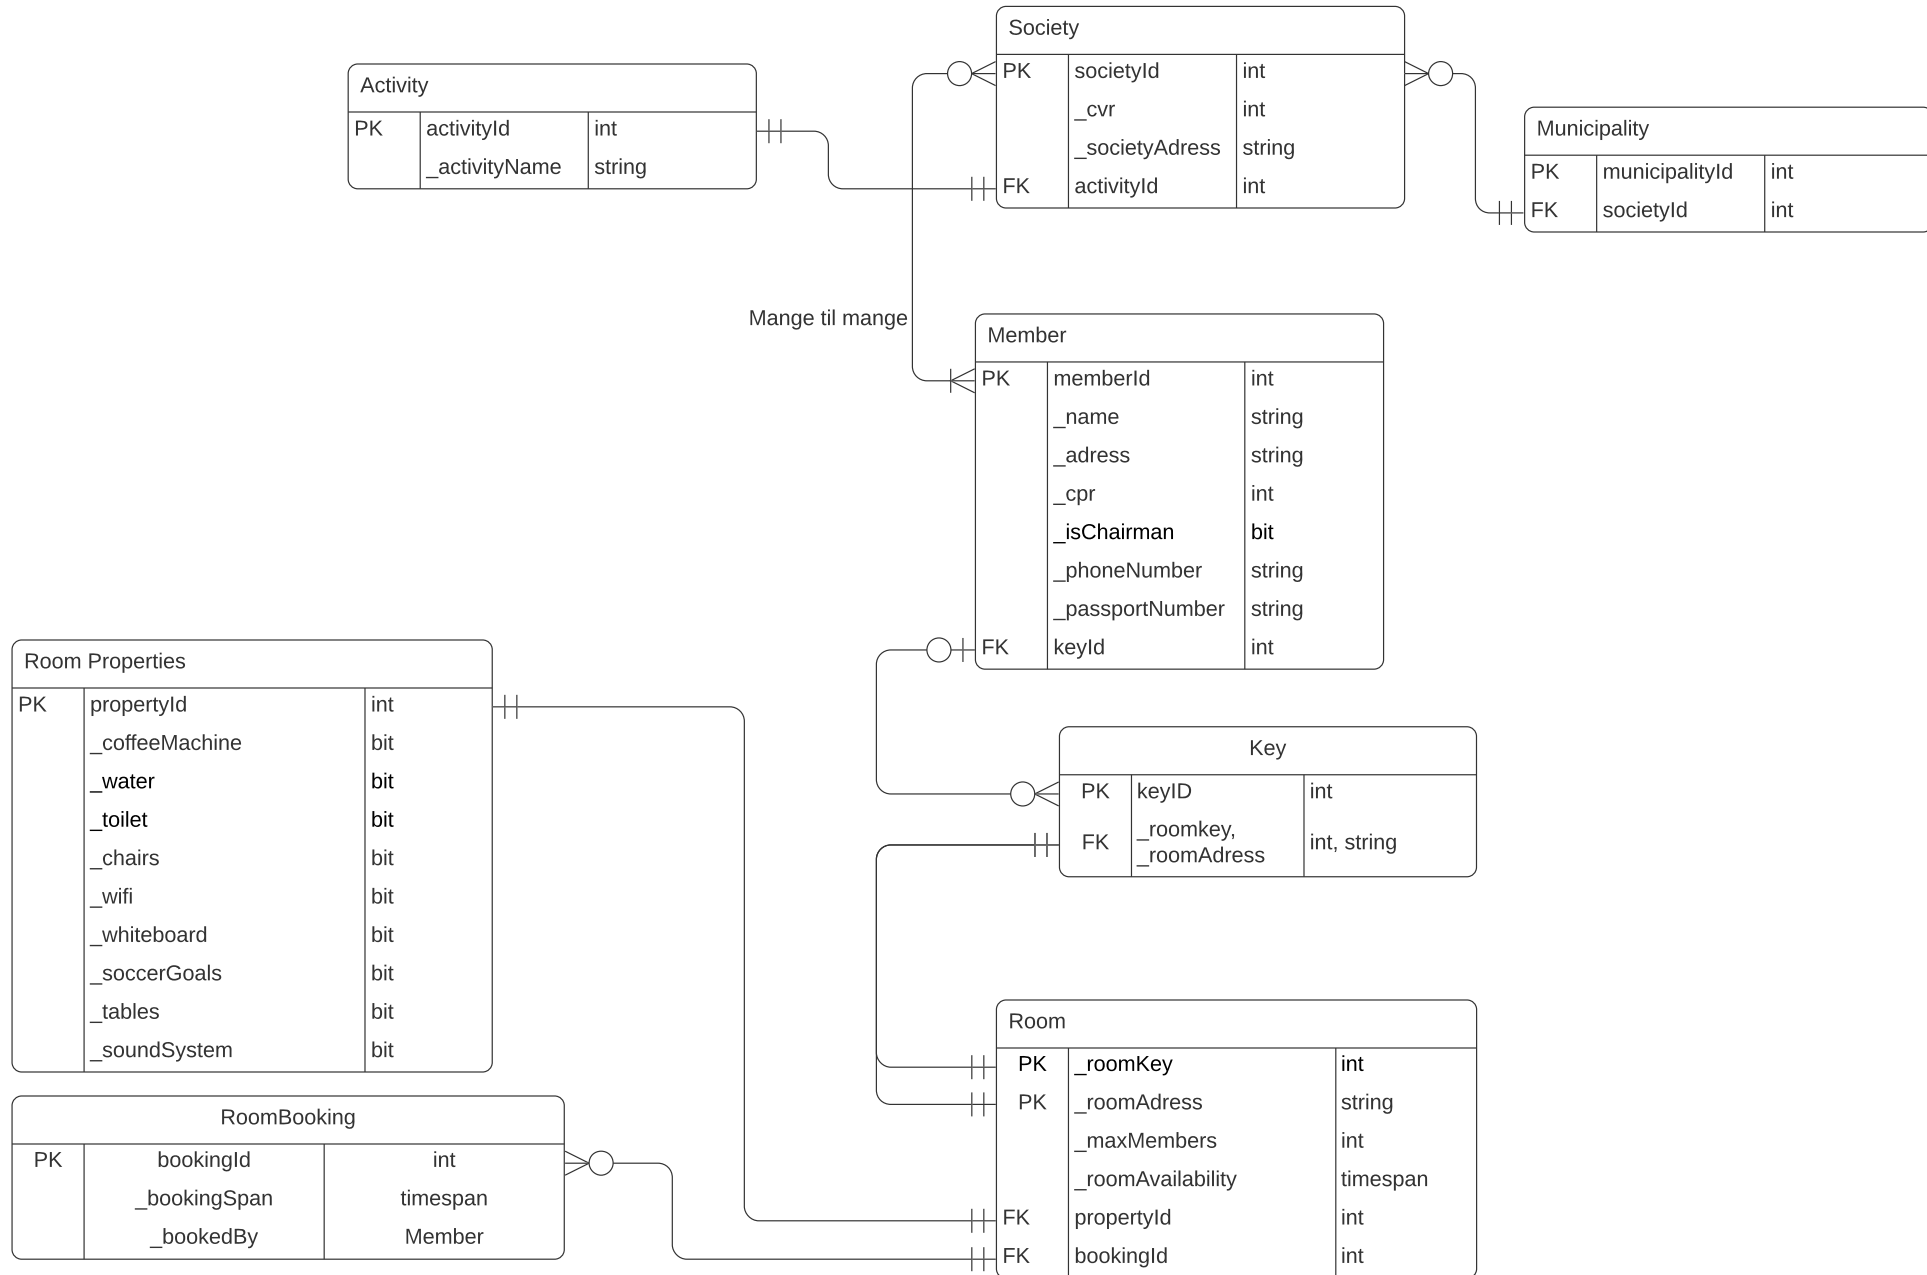 Society
PK societyId int
_cvr int
_societyAdress string
FK activityId int
Activity
PK activityId int
_activityName string
Municipality
PK municipalityId int
FK societyId int
Mange til mange
Member
PK memberId int
_name string
_adress string
_cpr int
_isChairman bit
_phoneNumber string
_passportNumber string
FK keyId int
Room Properties
PK propertyId int
_coffeeMachine bit
_water bit
_toilet bit
_chairs bit
_wifi bit
_whiteboard bit
_soccerGoals bit
_tables bit
_soundSystem bit
Key
PK keyID int
FK _roomkey, int, string
_roomAdress
Room
PK _roomKey int
PK _roomAdress string
_maxMembers int
_roomAvailability timespan
FK propertyId int
FK bookingId int
RoomBooking
PK bookingId int
_bookingSpan timespan
_bookedBy Member